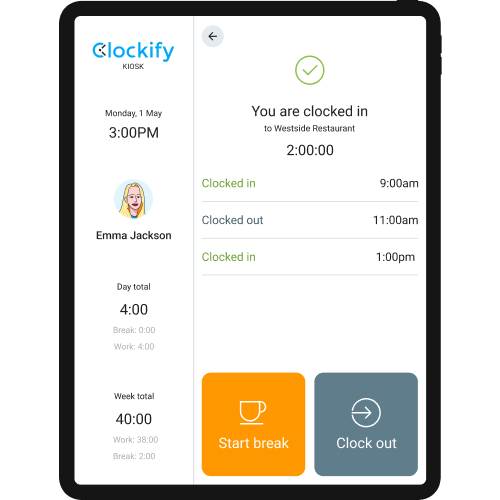 Clockify
KIOSK
Monday, 1 May
3:00PM
Emma Jackson
Day total
4:00
Break: 0:00
Work: 4:00
Week total
40:00
Work: 38:00
Break: 2:00
You are clocked in
to Westside Restaurant
2:00:00
Clocked in 9:00am
Clocked out 11:00am
Clocked in 1:00pm
Start break
Clock out